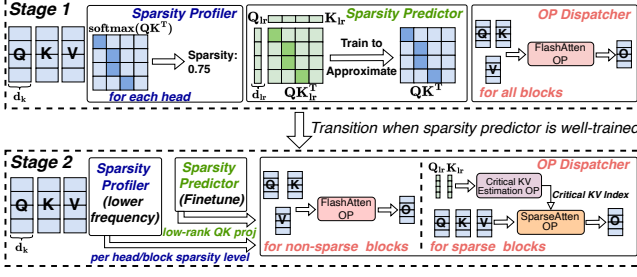 Stage 1
Q K V
d_k
Sparsity Profiler
softmax(QK^T)
Sparsity:
0.75
for each head
Sparsity Predictor
Q_lr K_lr
d_lr
QK_lr^T
Train to
Approximate
QK^T
OP Dispatcher
Q K
V
FlashAtten
OP
O
for all blocks
Transition when sparsity predictor is well-trained
Stage 2
Q K V
d_k
Sparsity
Profiler
(lower
frequency)
Sparsity
Predictor
(Finetune)
low-rank QK proj
per head/block sparsity level
OP Dispatcher
Q K
V
FlashAtten
OP
O
for non-sparse blocks
Q_lr K_lr
Critical KV
Estimation OP
Critical KV Index
Q K V
SparseAtten
OP
O
for sparse blocks